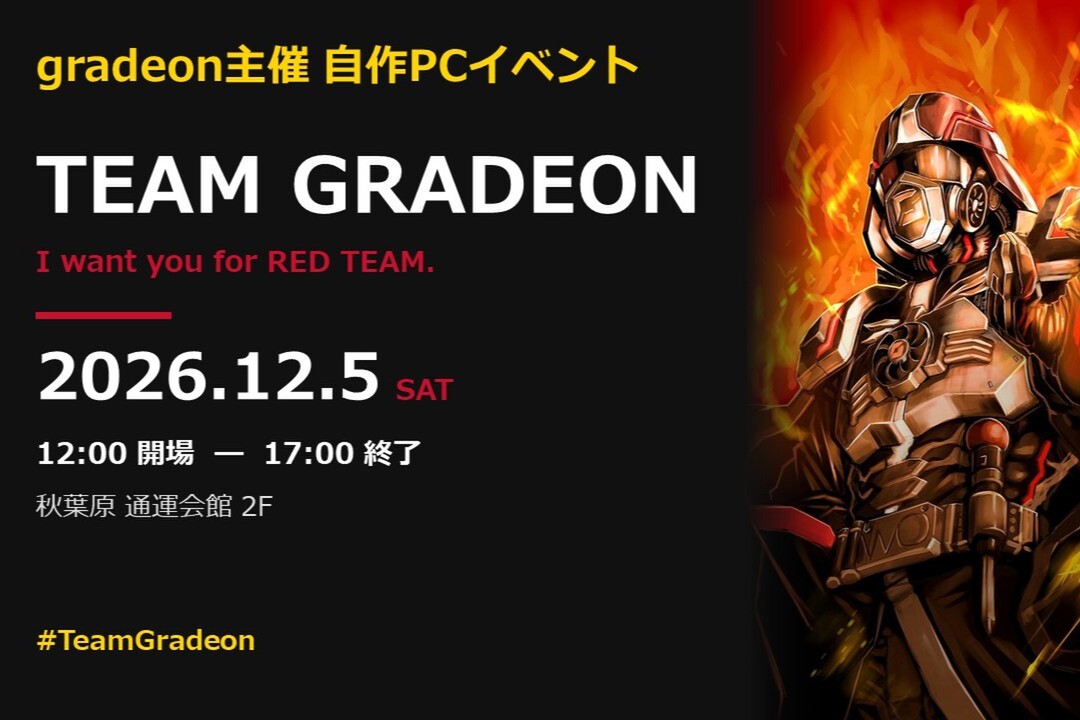 gradeon主催 自作PCイベント
TEAM GRADEON
I want you for RED TEAM.
2026.12.5 SAT
12:00 開場 — 17:00 終了
秋葉原 通運会館 2F
#TeamGradeon